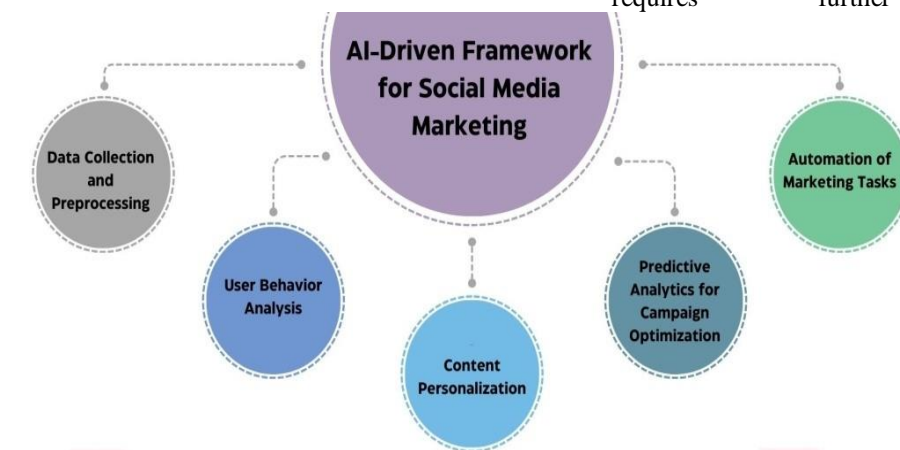 requires further
AI-Driven Framework
for Social Media
Marketing
Data Collection
and
Preprocessing
User Behavior
Analysis
Content
Personalization
Predictive
Analytics for
Campaign
Optimization
Automation of
Marketing Tasks